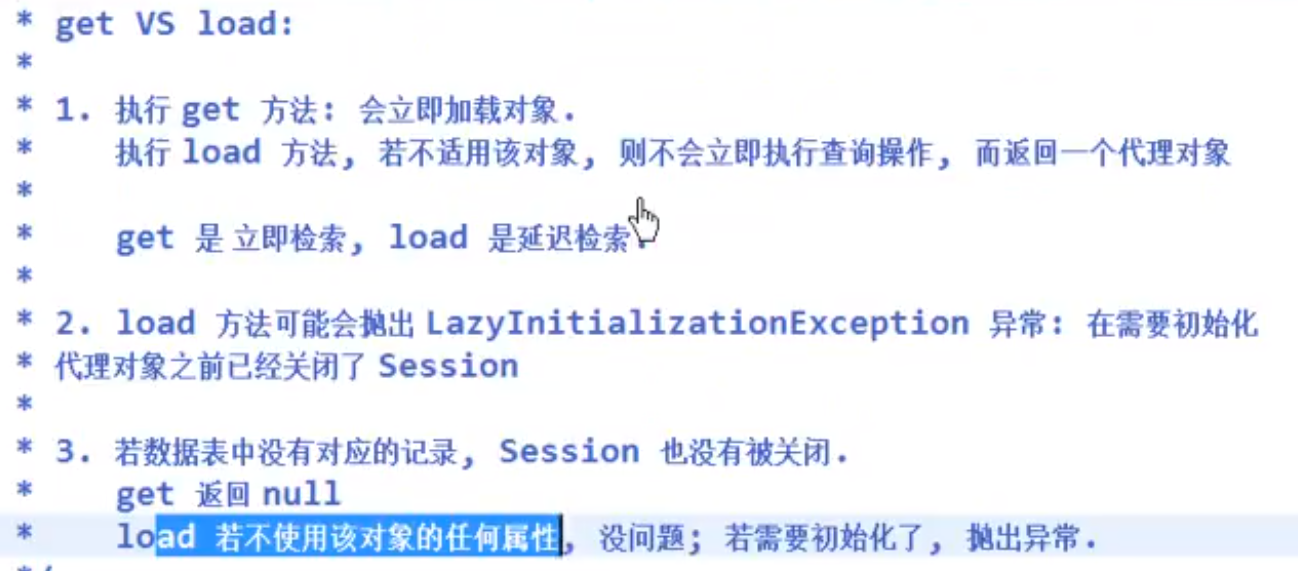 * get VS load:
*
* 1. 执行 get 方法: 会立即加载对象.
*    执行 load 方法, 若不适用该对象, 则不会立即执行查询操作, 而返回一个代理对象
*
*    get 是 立即检索, load 是延迟检索.
*
* 2. load 方法可能会抛出 LazyInitializationException 异常: 在需要初始化
* 代理对象之前已经关闭了 Session
*
* 3. 若数据表中没有对应的记录, Session 也没有被关闭.
*    get 返回 null
*    load 若不使用该对象的任何属性, 没问题; 若需要初始化了, 抛出异常.